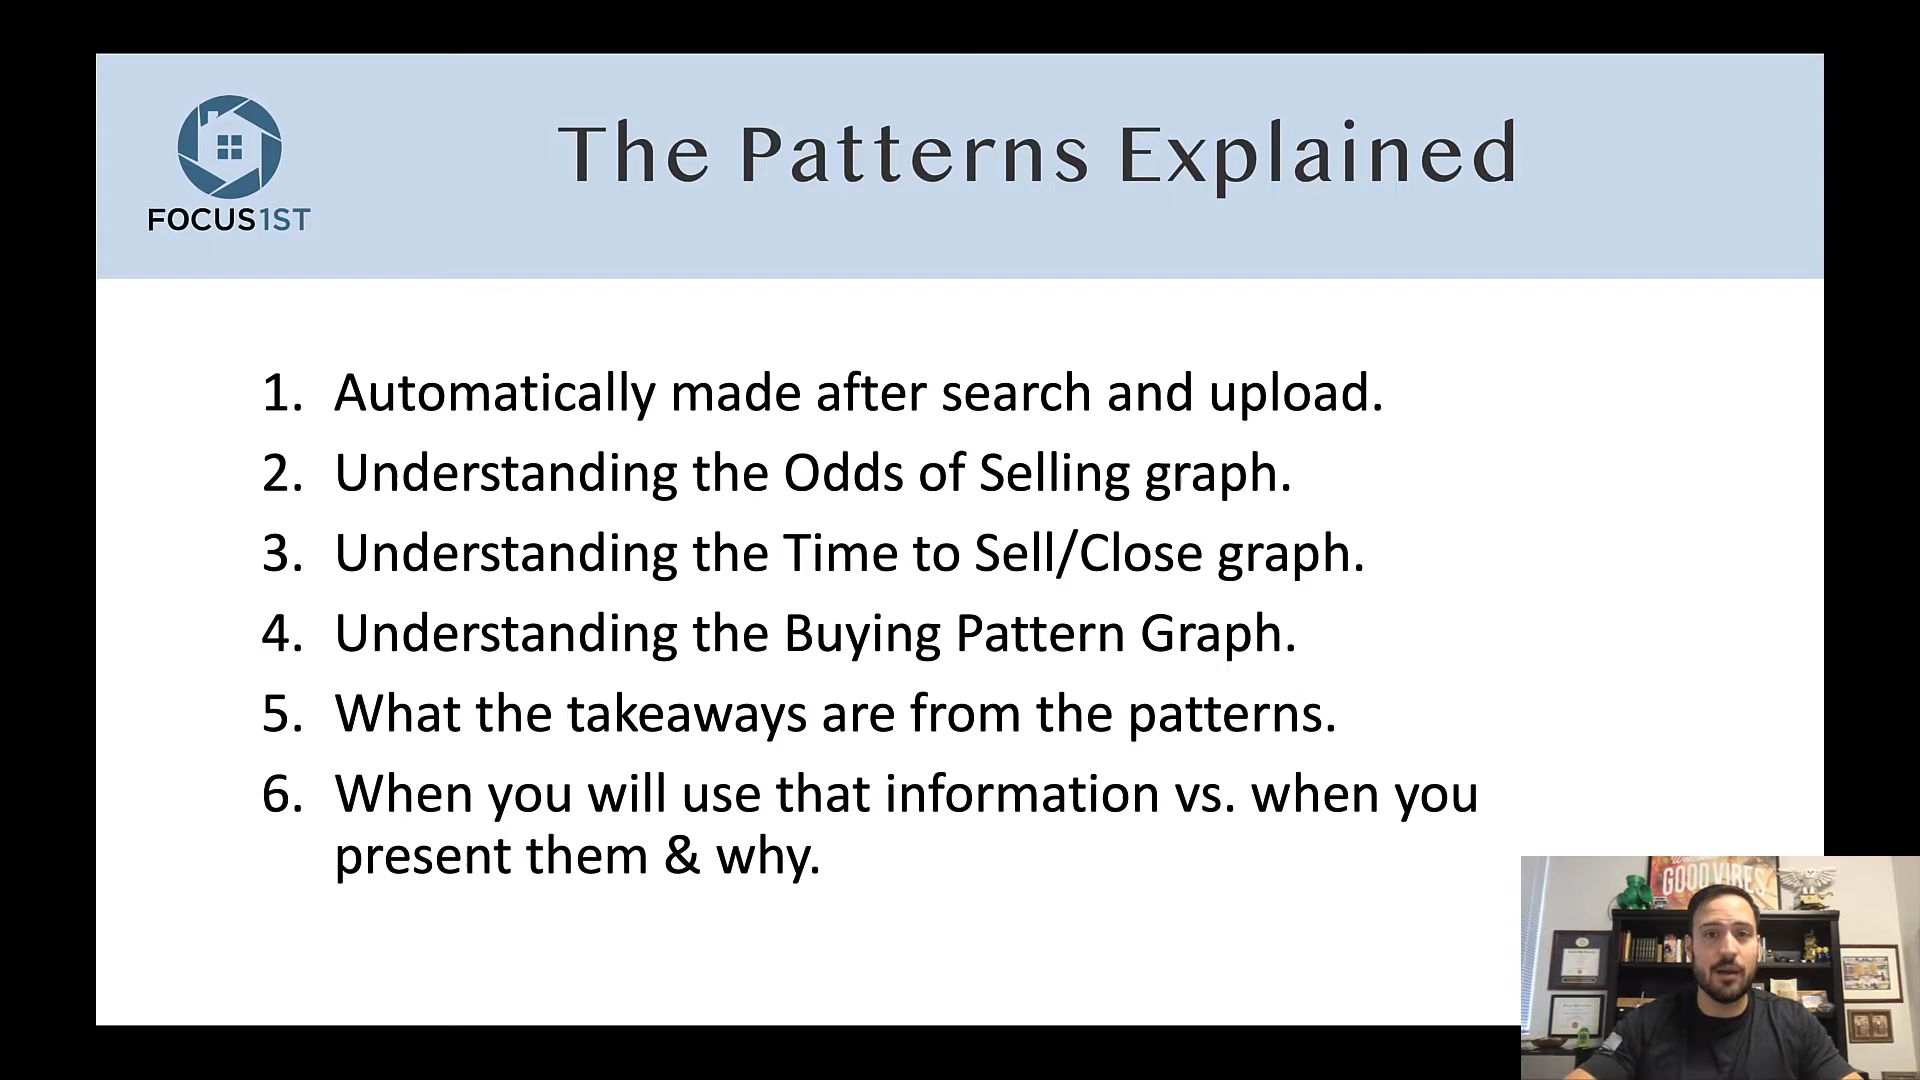 The Patterns Explained
FOCUS1ST
1. Automatically made after search and upload.
2. Understanding the Odds of Selling graph.
3. Understanding the Time to Sell/Close graph.
4. Understanding the Buying Pattern Graph.
5. What the takeaways are from the patterns.
6. When you will use that information vs. when you
present them & why.
GOOD VIBES